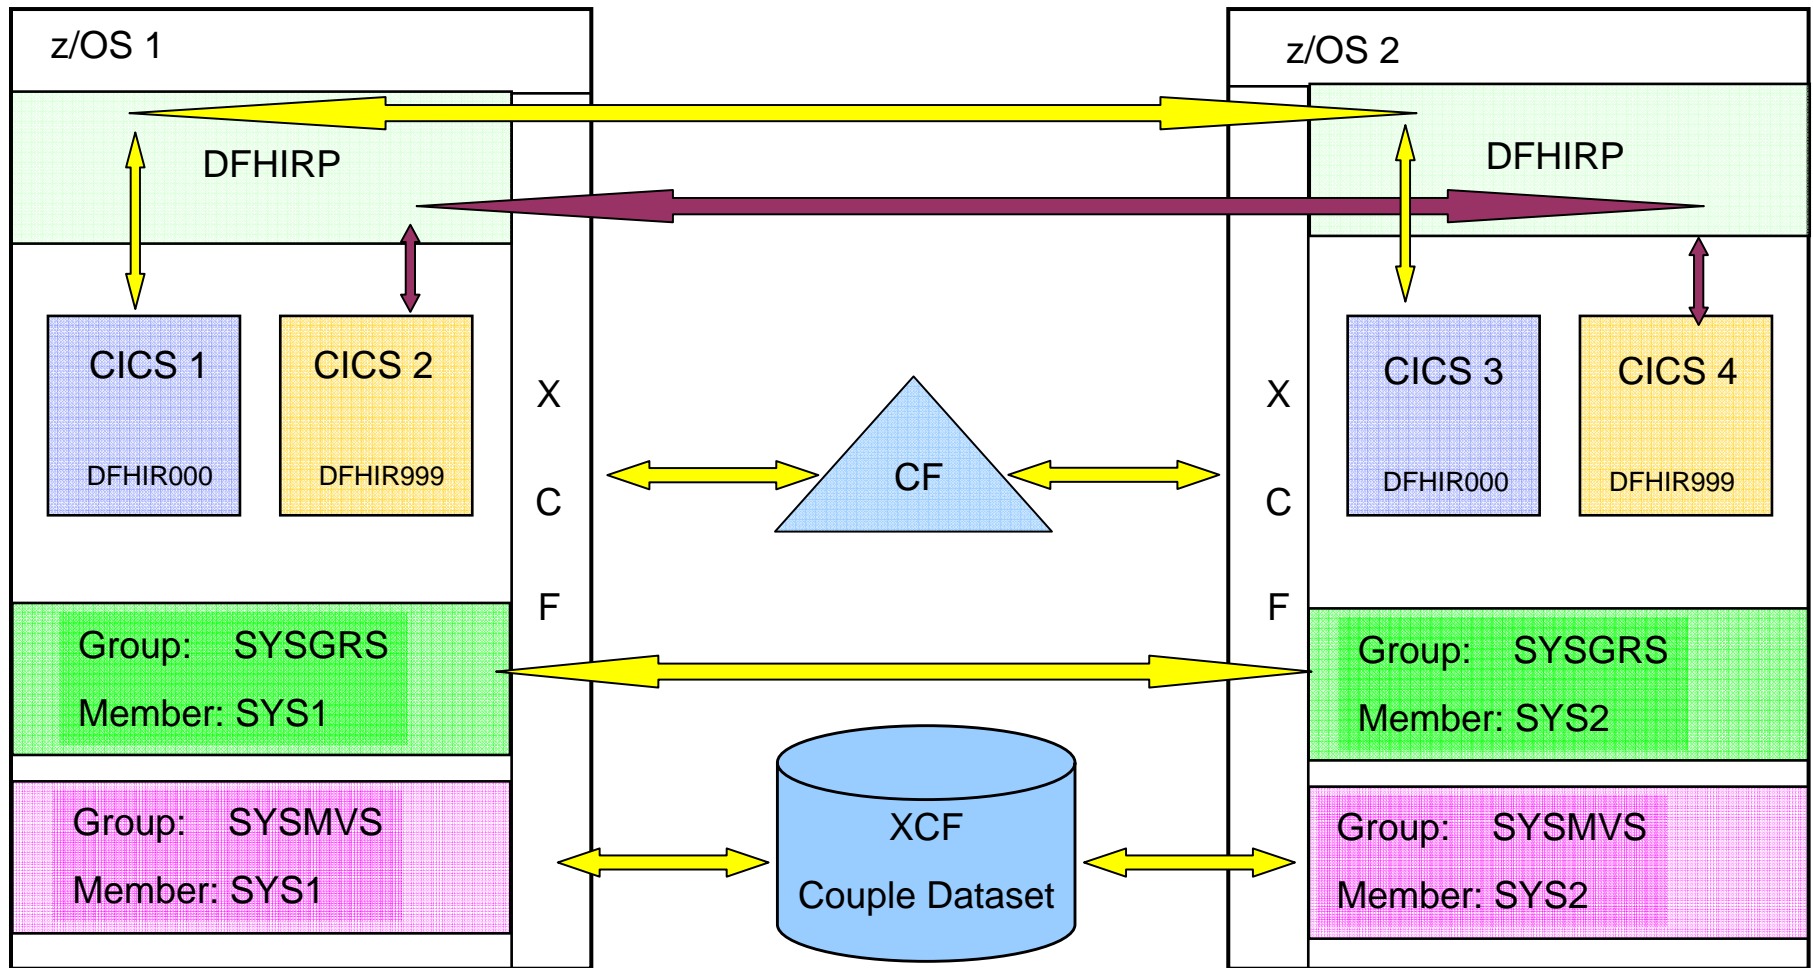 z/OS 1
z/OS 2
DFHIRP
DFHIRP
CICS 1
DFHIR000
CICS 2
DFHIR999
X
C
F
CF
X
C
F
CICS 3
DFHIR000
CICS 4
DFHIR999
Group: SYSGRS
Member: SYS1
Group: SYSGRS
Member: SYS2
Group: SYSMVS
Member: SYS1
XCF
Couple Dataset
Group: SYSMVS
Member: SYS2